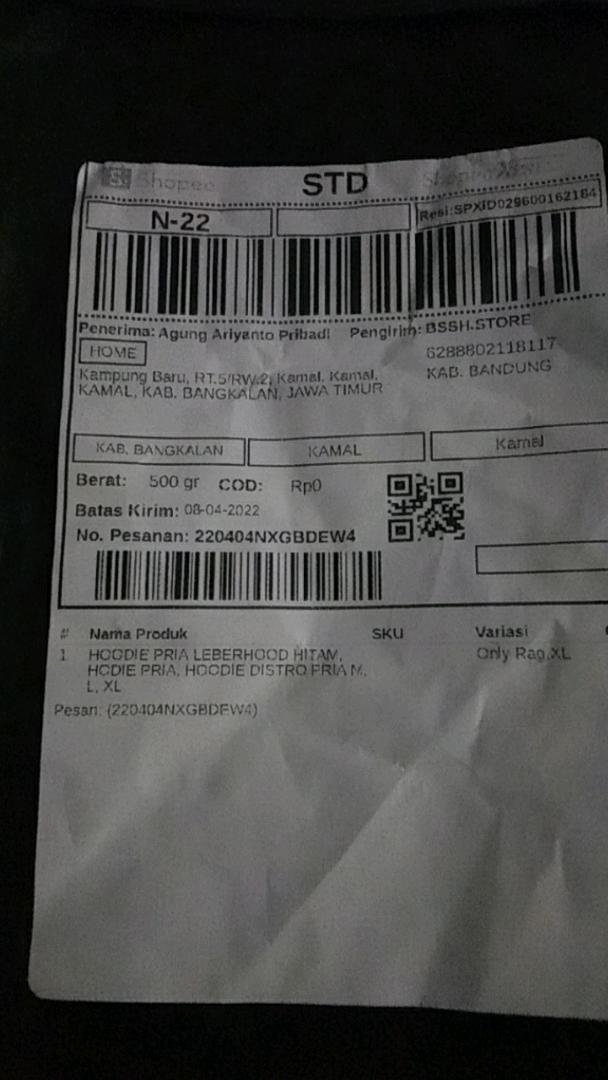 Shopee STD
N-22
Resi:SPXID029600162184
Penerima: Agung Ariyanto Pribadi Pengirim: BSSH.STORE
HOME
6288802118117
Kampung Baru, RT.5/RW.2, Kamal, Kamal,
KAB. BANDUNG
KAMAL, KAB. BANGKALAN, JAWA TIMUR
KAB. BANGKALAN KAMAL Kamal
Berat: 500 gr COD: Rp0
Batas Kirim: 08-04-2022
No. Pesanan: 220404NXGBDEW4
# Nama Produk SKU Variasi
1 HOODIE PRIA LEBERHOOD HITAM, Only Rag,XL
HODIE PRIA, HOODIE DISTRO PRIA M,
L, XL
Pesan: (220404NXGBDEW4)